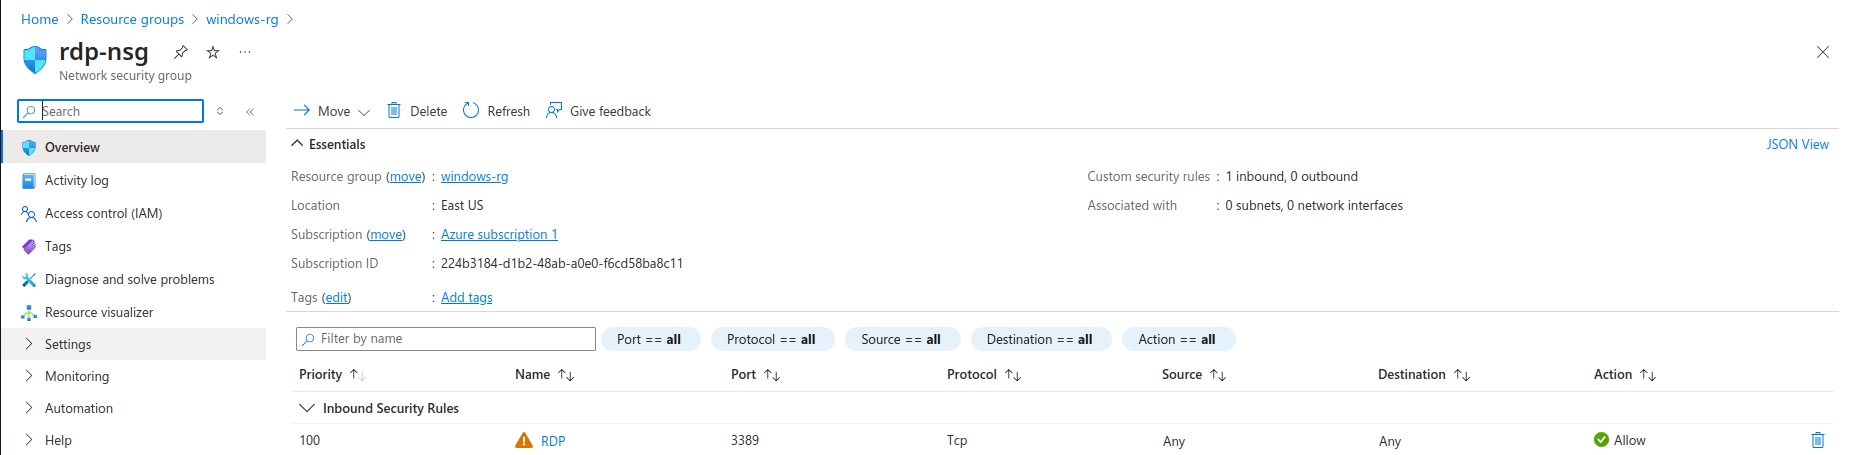 Home > Resource groups > windows-rg >
rdp-nsg
Network security group
Search
Overview
Activity log
Access control (IAM)
Tags
Diagnose and solve problems
Resource visualizer
Settings
Monitoring
Automation
Help
Move Delete Refresh Give feedback
Essentials JSON View
Resource group (move) : windows-rg
Location : East US
Subscription (move) : Azure subscription 1
Subscription ID : 224b3184-d1b2-48ab-a0e0-f6cd58ba8c11
Tags (edit) : Add tags
Custom security rules : 1 inbound, 0 outbound
Associated with : 0 subnets, 0 network interfaces
Filter by name Port == all Protocol == all Source == all Destination == all Action == all
Priority Name Port Protocol Source Destination Action
Inbound Security Rules
100 RDP 3389 Tcp Any Any Allow